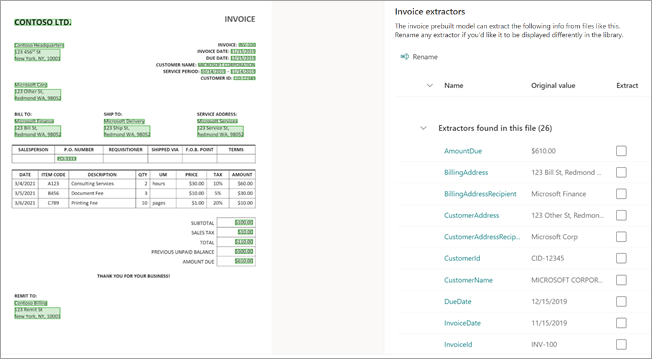 CONTOSO LTD.
INVOICE
Contoso Headquarters
123 456th St
New York, NY, 10001
INVOICE: INV-100
INVOICE DATE: 11/15/2019
DUE DATE: 12/15/2019
CUSTOMER NAME: MICROSOFT CORPORATION
SERVICE PERIOD: 10/14/2019 - 11/14/2019
CUSTOMER ID: CID-12345
Microsoft Corp
123 Other St,
Redmond WA, 98052
BILL TO:
Microsoft Finance
123 Bill St,
Redmond WA, 98052
SHIP TO:
Microsoft Delivery
123 Ship St,
Redmond WA, 98052
SERVICE ADDRESS:
Microsoft Services
123 Service St,
Redmond WA, 98052
SALESPERSON P.O. NUMBER REQUISITIONER SHIPPED VIA F.O.B. POINT TERMS
PO-3333
DATE ITEM CODE DESCRIPTION QTY UM PRICE TAX AMOUNT
3/4/2021 A123 Consulting Services 2 hours $30.00 10% $60.00
3/5/2021 B456 Document Fee 3 $10.00 5% $30.00
3/6/2021 C789 Printing Fee 10 pages $1.00 20% $10.00
SUBTOTAL $100.00
SALES TAX $10.00
TOTAL $110.00
PREVIOUS UNPAID BALANCE $500.00
AMOUNT DUE $610.00
THANK YOU FOR YOUR BUSINESS!
REMIT TO:
Contoso Billing
123 Remit St
New York, NY, 10001
Invoice extractors
The invoice prebuilt model can extract the following info from files like this.
Rename any extractor if you'd like it to be displayed differently in the library.
Rename
Name Original value Extract
Extractors found in this file (26)
AmountDue $610.00
BillingAddress 123 Bill St, Redmond ...
BillingAddressRecipient Microsoft Finance
CustomerAddress 123 Other St, Redmon...
CustomerAddressRecip... Microsoft Corp
CustomerId CID-12345
CustomerName MICROSOFT CORPOR...
DueDate 12/15/2019
InvoiceDate 11/15/2019
InvoiceId INV-100